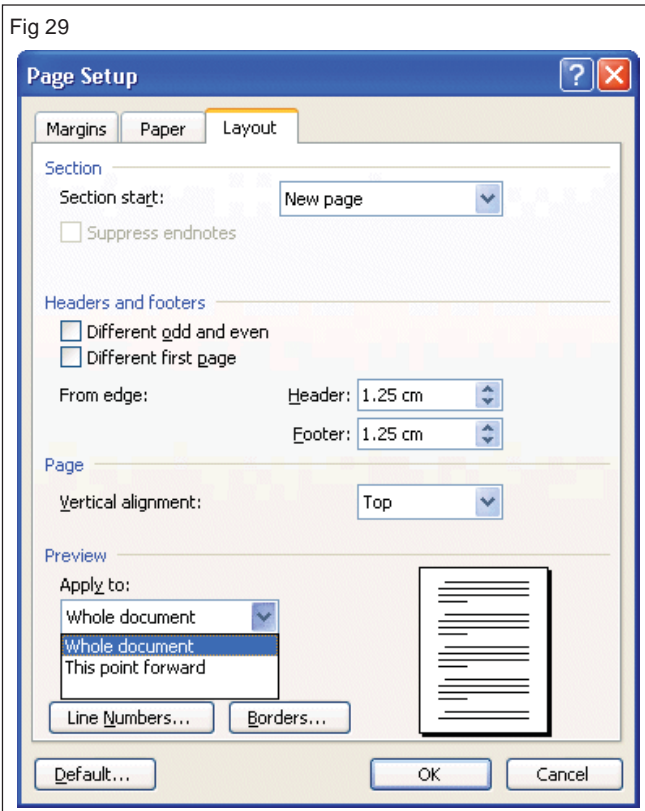 Fig 29
Page Setup
Margins Paper Layout
Section
Section start: New page
Suppress endnotes
Headers and footers
Different odd and even
Different first page
From edge: Header: 1.25 cm
Footer: 1.25 cm
Page
Vertical alignment: Top
Preview
Apply to:
Whole document
Whole document
This point forward
Line Numbers... Borders...
Default... OK Cancel